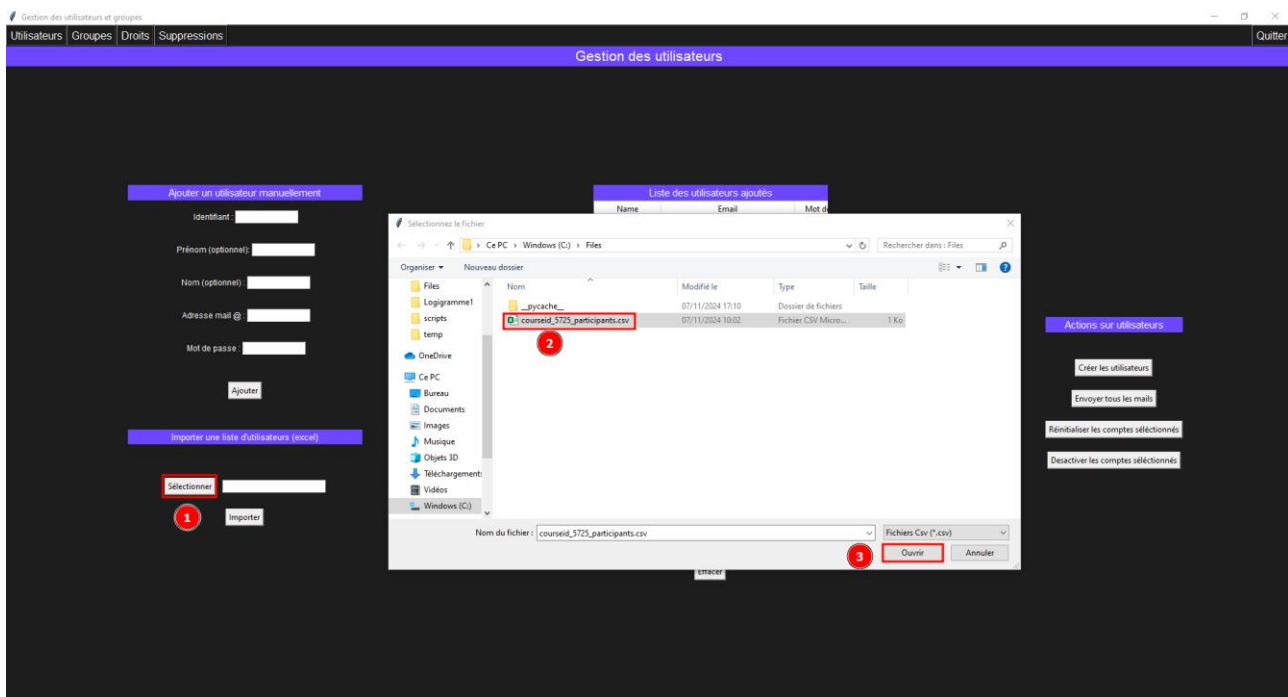 Gestion des utilisateurs et groupes
Utilisateurs Groupes Droits Suppressions Quitter
Gestion des utilisateurs
Ajouter un utilisateur manuellement
Identifiant :
Prénom (optionnel):
Nom (optionnel) :
Adresse mail @ :
Mot de passe :
Ajouter
Importer une liste d'utilisateurs (excel)
Sélectionner
1
Importer
Liste des utilisateurs ajoutés
Name Email Mot d
Sélectionnez le fichier
Ce PC > Windows (C:) > Files
Rechercher dans : Files
Organiser Nouveau dossier
Files
Logigramme1
scripts
temp
OneDrive
Ce PC
Bureau
Documents
Images
Musique
Objets 3D
Téléchargement
Vidéos
Windows (C:)
Nom Modifié le Type Taille
__pycache__ 07/11/2024 17:10 Dossier de fichiers
courseid_5725_participants.csv 07/11/2024 10:02 Fichier CSV Micro... 1 Ko
2
Nom du fichier : courseid_5725_participants.csv Fichiers Csv (*.csv)
3
Ouvrir Annuler
Effacer
Actions sur utilisateurs
Créer les utilisateurs
Envoyer tous les mails
Réinitialiser les comptes séléctionnés
Desactiver les comptes séléctionnés